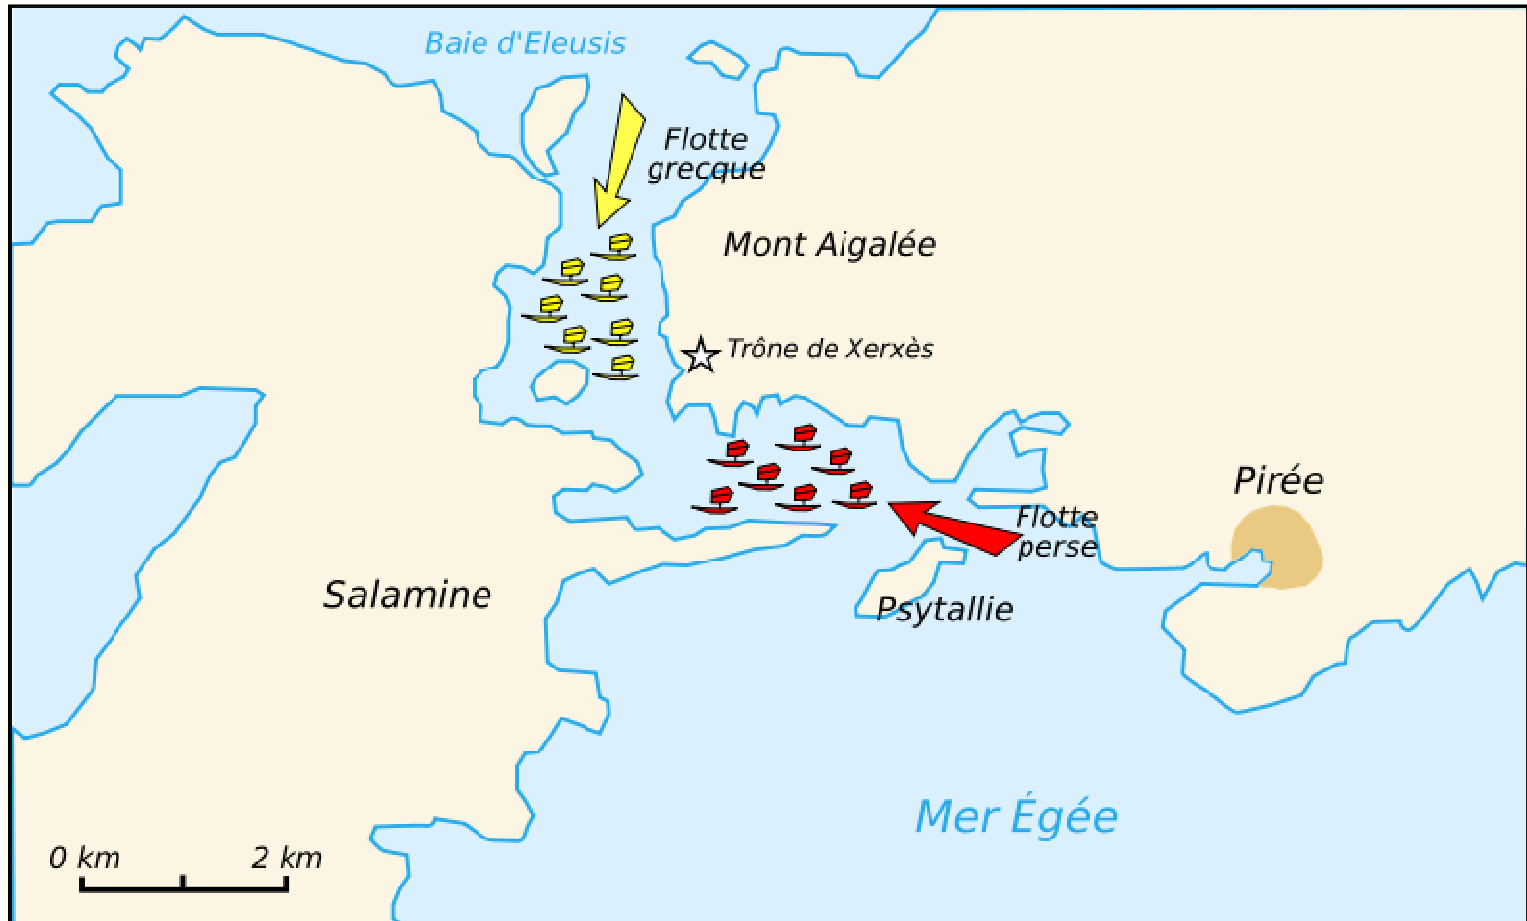 Baie d'Eleusis
Flotte
grecque
Mont Aigalée
Trône de Xerxès
Pirée
Flotte
perse
Salamine
Psytallie
Mer Égée
0 km 2 km